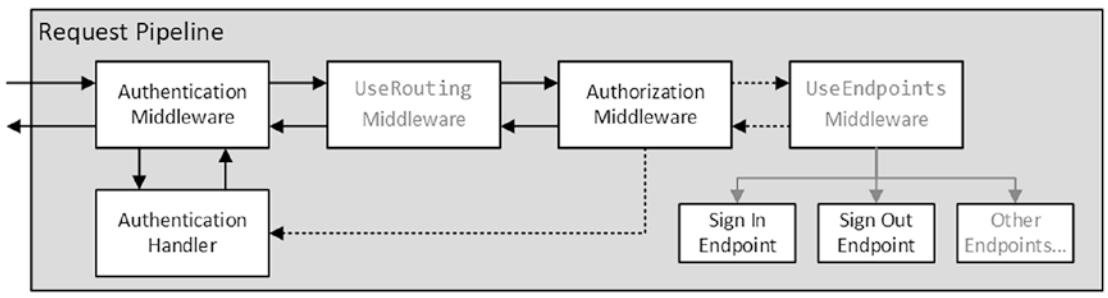 Request Pipeline
Authentication
Middleware
UseRouting
Middleware
Authorization
Middleware
UseEndpoints
Middleware
Authentication
Handler
Sign In
Endpoint
Sign Out
Endpoint
Other
Endpoints...